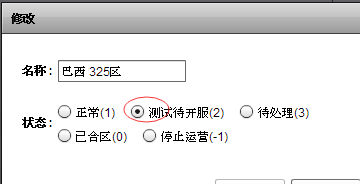 修改
名称： 巴西 325区
正常(1) 测试待开服(2) 待处理(3)
状态：
已合区(0) 停止运营(-1)